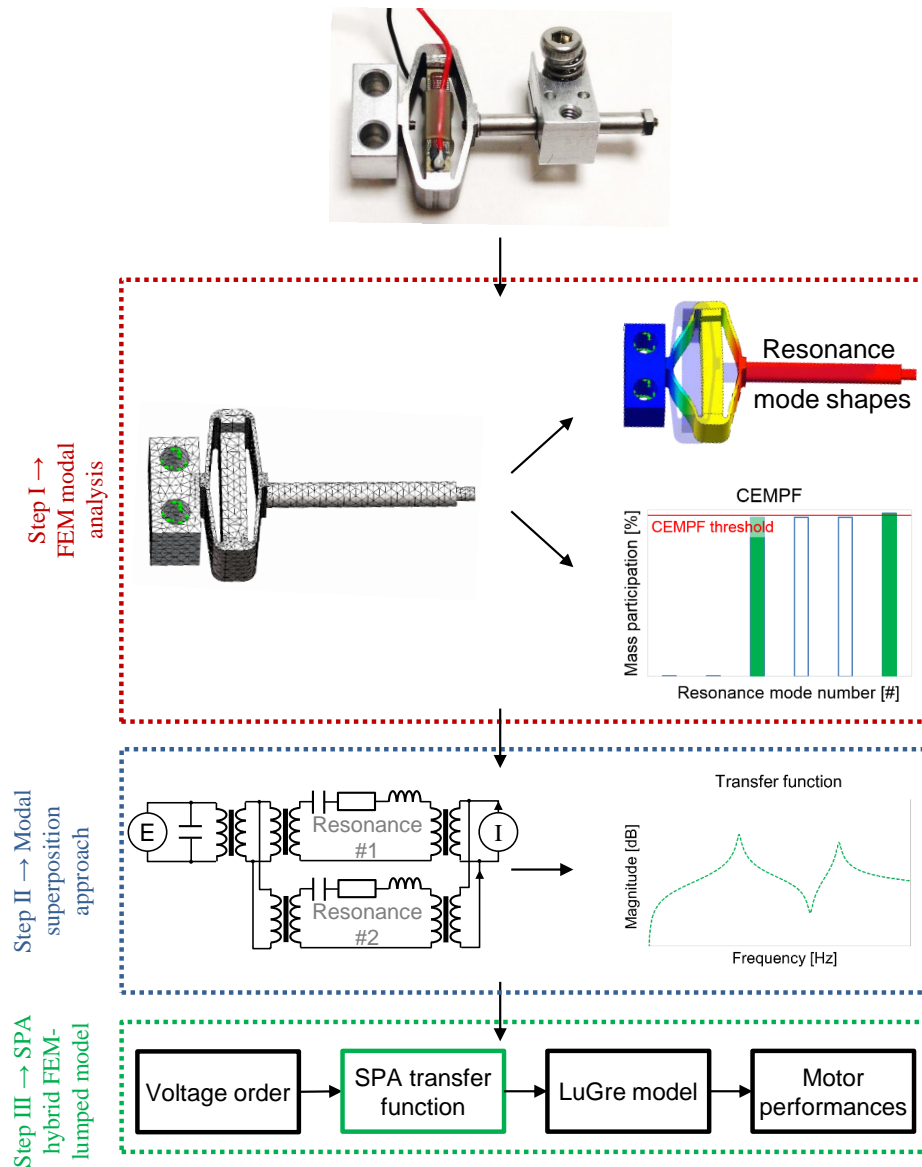 Step I →
FEM modal
analysis
Resonance
mode shapes
CEMPF
CEMPF threshold
Mass participation [%]
Resonance mode number [#]
Step II → Modal
superposition
approach
E
Resonance
#1
I
Resonance
#2
Transfer function
Magnitude [dB]
Frequency [Hz]
Step III → SPA
hybrid FEM-
lumped model
Voltage order
SPA transfer
function
LuGre model
Motor
performances